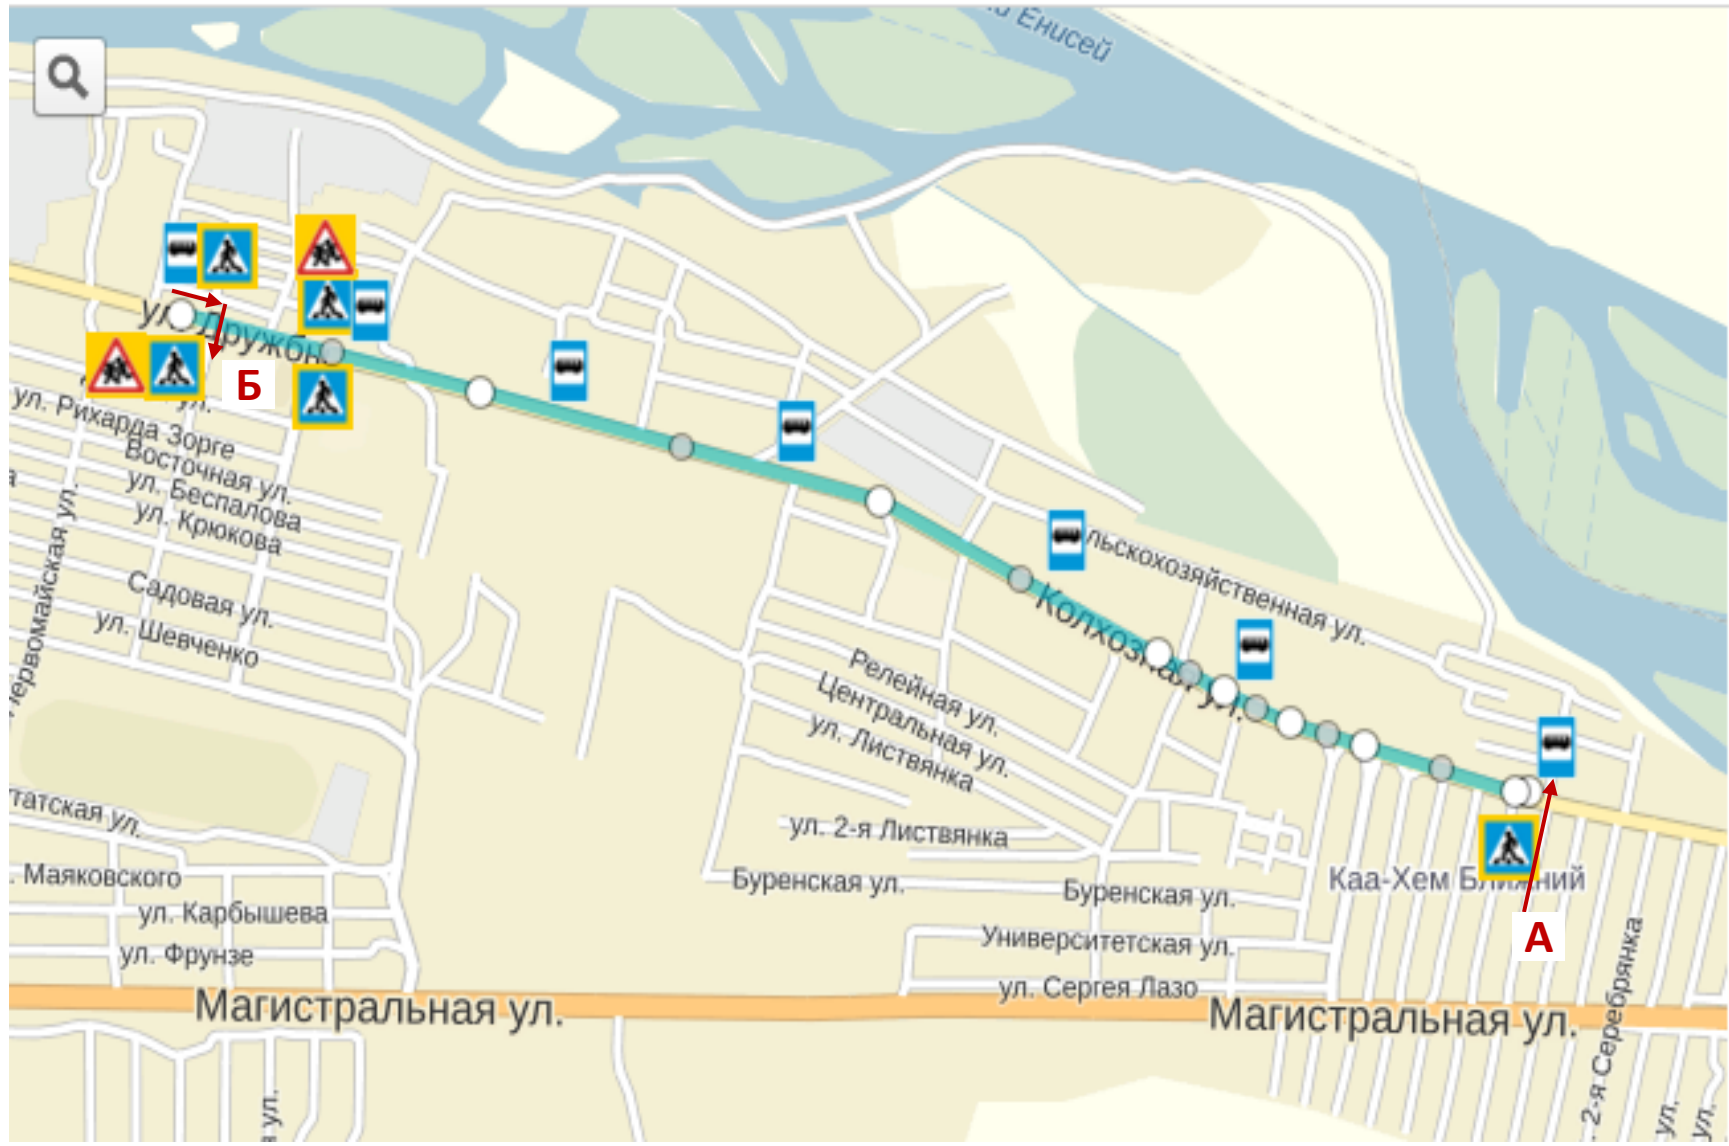 Енисей
Дружбы
Б
ул.
ул. Рихарда Зорге
Восточная ул.
ул. Беспалова
ул. Крюкова
Садовая ул.
ул. Шевченко
ервомайская ул.
льскохозяйственная ул.
Колхозная ул.
Релейная ул.
Центральная ул.
ул. Листвянка
ул. 2-я Листвянка
татская ул.
. Маяковского
Буренская ул.
Буренская ул.
Каа-Хем Ближний
ул. Карбышева
Университетская ул.
А
ул. Фрунзе
ул. Сергея Лазо
Магистральная ул.
Магистральная ул.
. 2-я Серебрянка
ул.
ул.
ул.